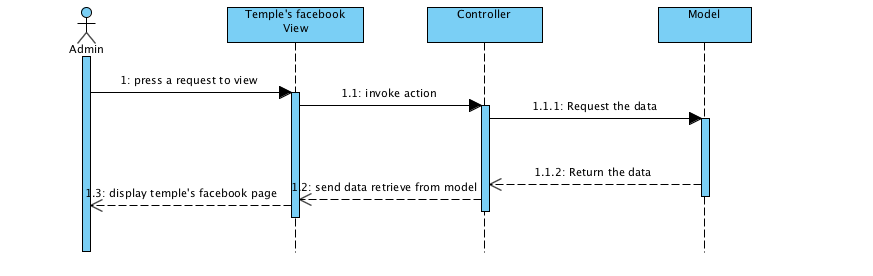 Temple's facebook
View
Controller
Model
Admin
1: press a request to view
1.1: invoke action
1.1.1: Request the data
1.1.2: Return the data
1.2: send data retrieve from model
1.3: display temple's facebook page